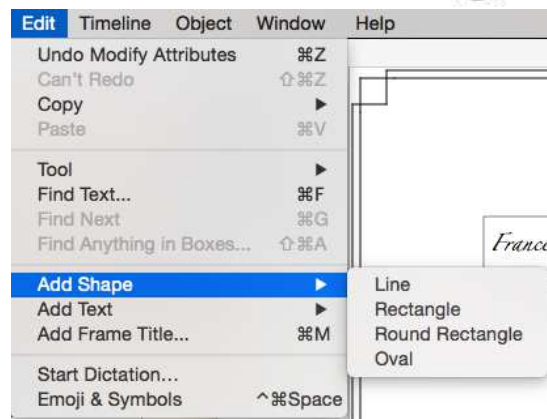 Edit Timeline Object Window Help
Undo Modify Attributes ⌘Z
Can't Redo ⇧⌘Z
Copy ▶
Paste ⌘V
Tool ▶
Find Text... ⌘F
Find Next ⌘G
Find Anything in Boxes... ⇧⌘A
Add Shape ▶
Add Text ▶
Add Frame Title... ⌘M
Start Dictation...
Emoji & Symbols ^⌘Space
Line
Rectangle
Round Rectangle
Oval